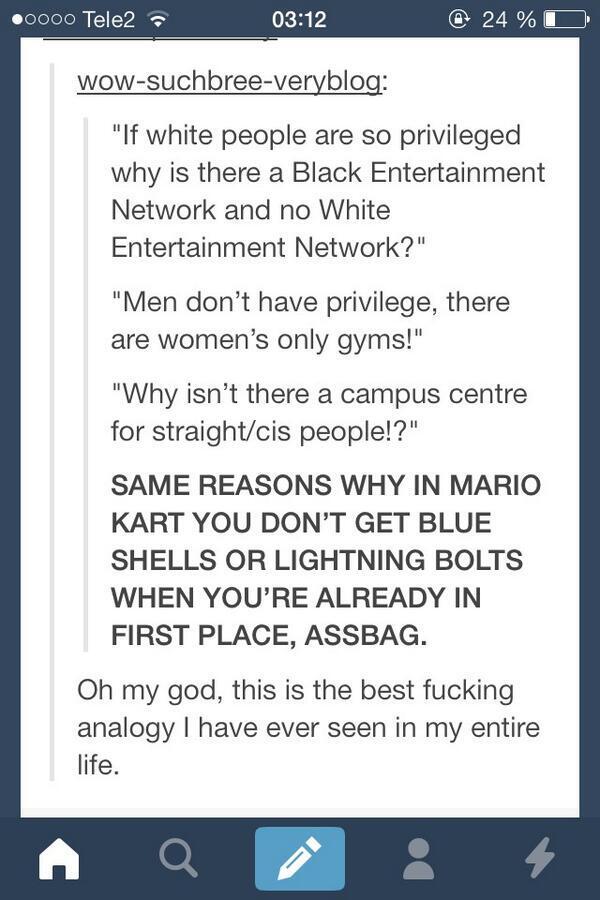 Tele2 03:12 24 %
wow-suchbree-veryblog:
"If white people are so privileged
why is there a Black Entertainment
Network and no White
Entertainment Network?"
"Men don’t have privilege, there
are women’s only gyms!"
"Why isn’t there a campus centre
for straight/cis people!?"
SAME REASONS WHY IN MARIO
KART YOU DON’T GET BLUE
SHELLS OR LIGHTNING BOLTS
WHEN YOU’RE ALREADY IN
FIRST PLACE, ASSBAG.
Oh my god, this is the best fucking
analogy I have ever seen in my entire
life.